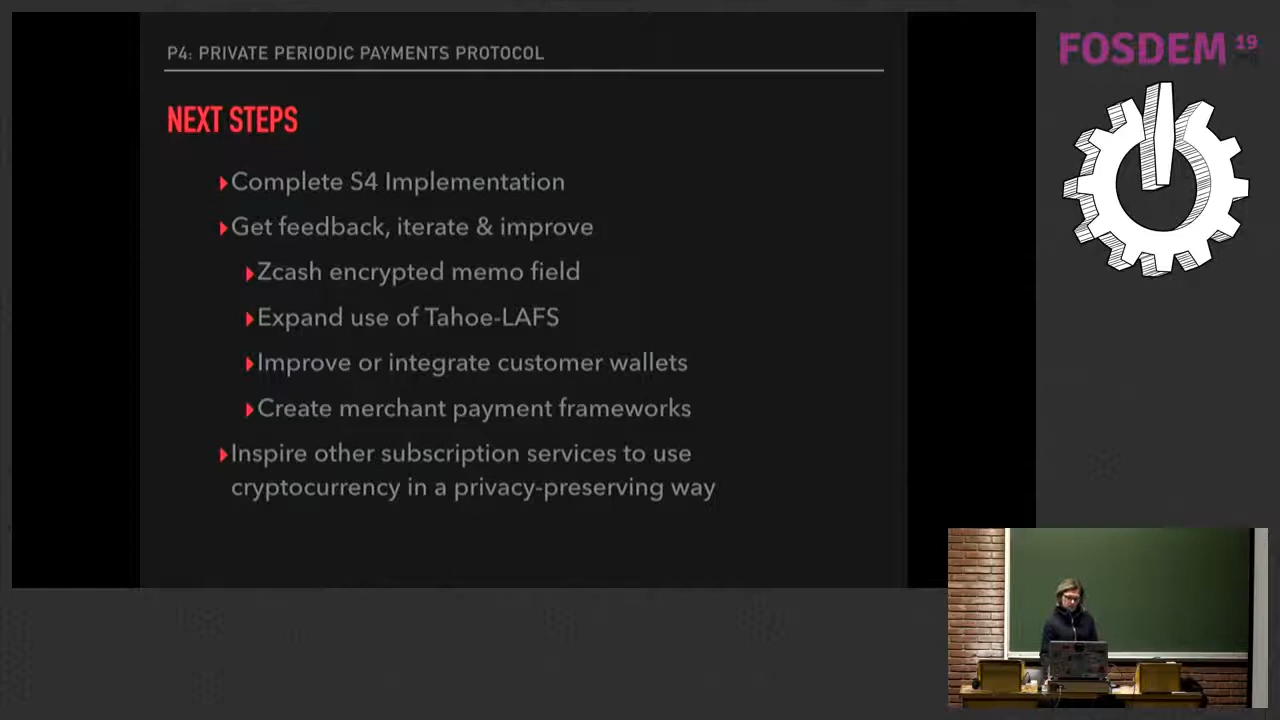 P4: PRIVATE PERIODIC PAYMENTS PROTOCOL
NEXT STEPS
Complete S4 Implementation
Get feedback, iterate & improve
Zcash encrypted memo field
Expand use of Tahoe-LAFS
Improve or integrate customer wallets
Create merchant payment frameworks
Inspire other subscription services to use
cryptocurrency in a privacy-preserving way
FOSDEM 19